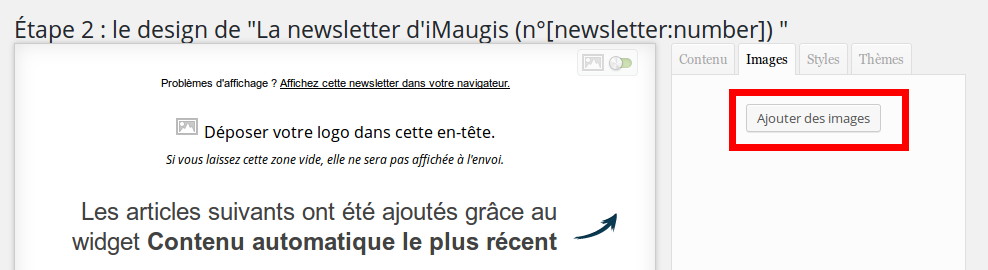 Étape 2 : le design de "La newsletter d'iMaugis (n°[newsletter:number]) "
Contenu Images Styles Thèmes
Problèmes d'affichage ? Affichez cette newsletter dans votre navigateur.
Ajouter des images
Déposer votre logo dans cette en-tête.
Si vous laissez cette zone vide, elle ne sera pas affichée à l'envoi.
Les articles suivants ont été ajoutés grâce au
widget Contenu automatique le plus récent